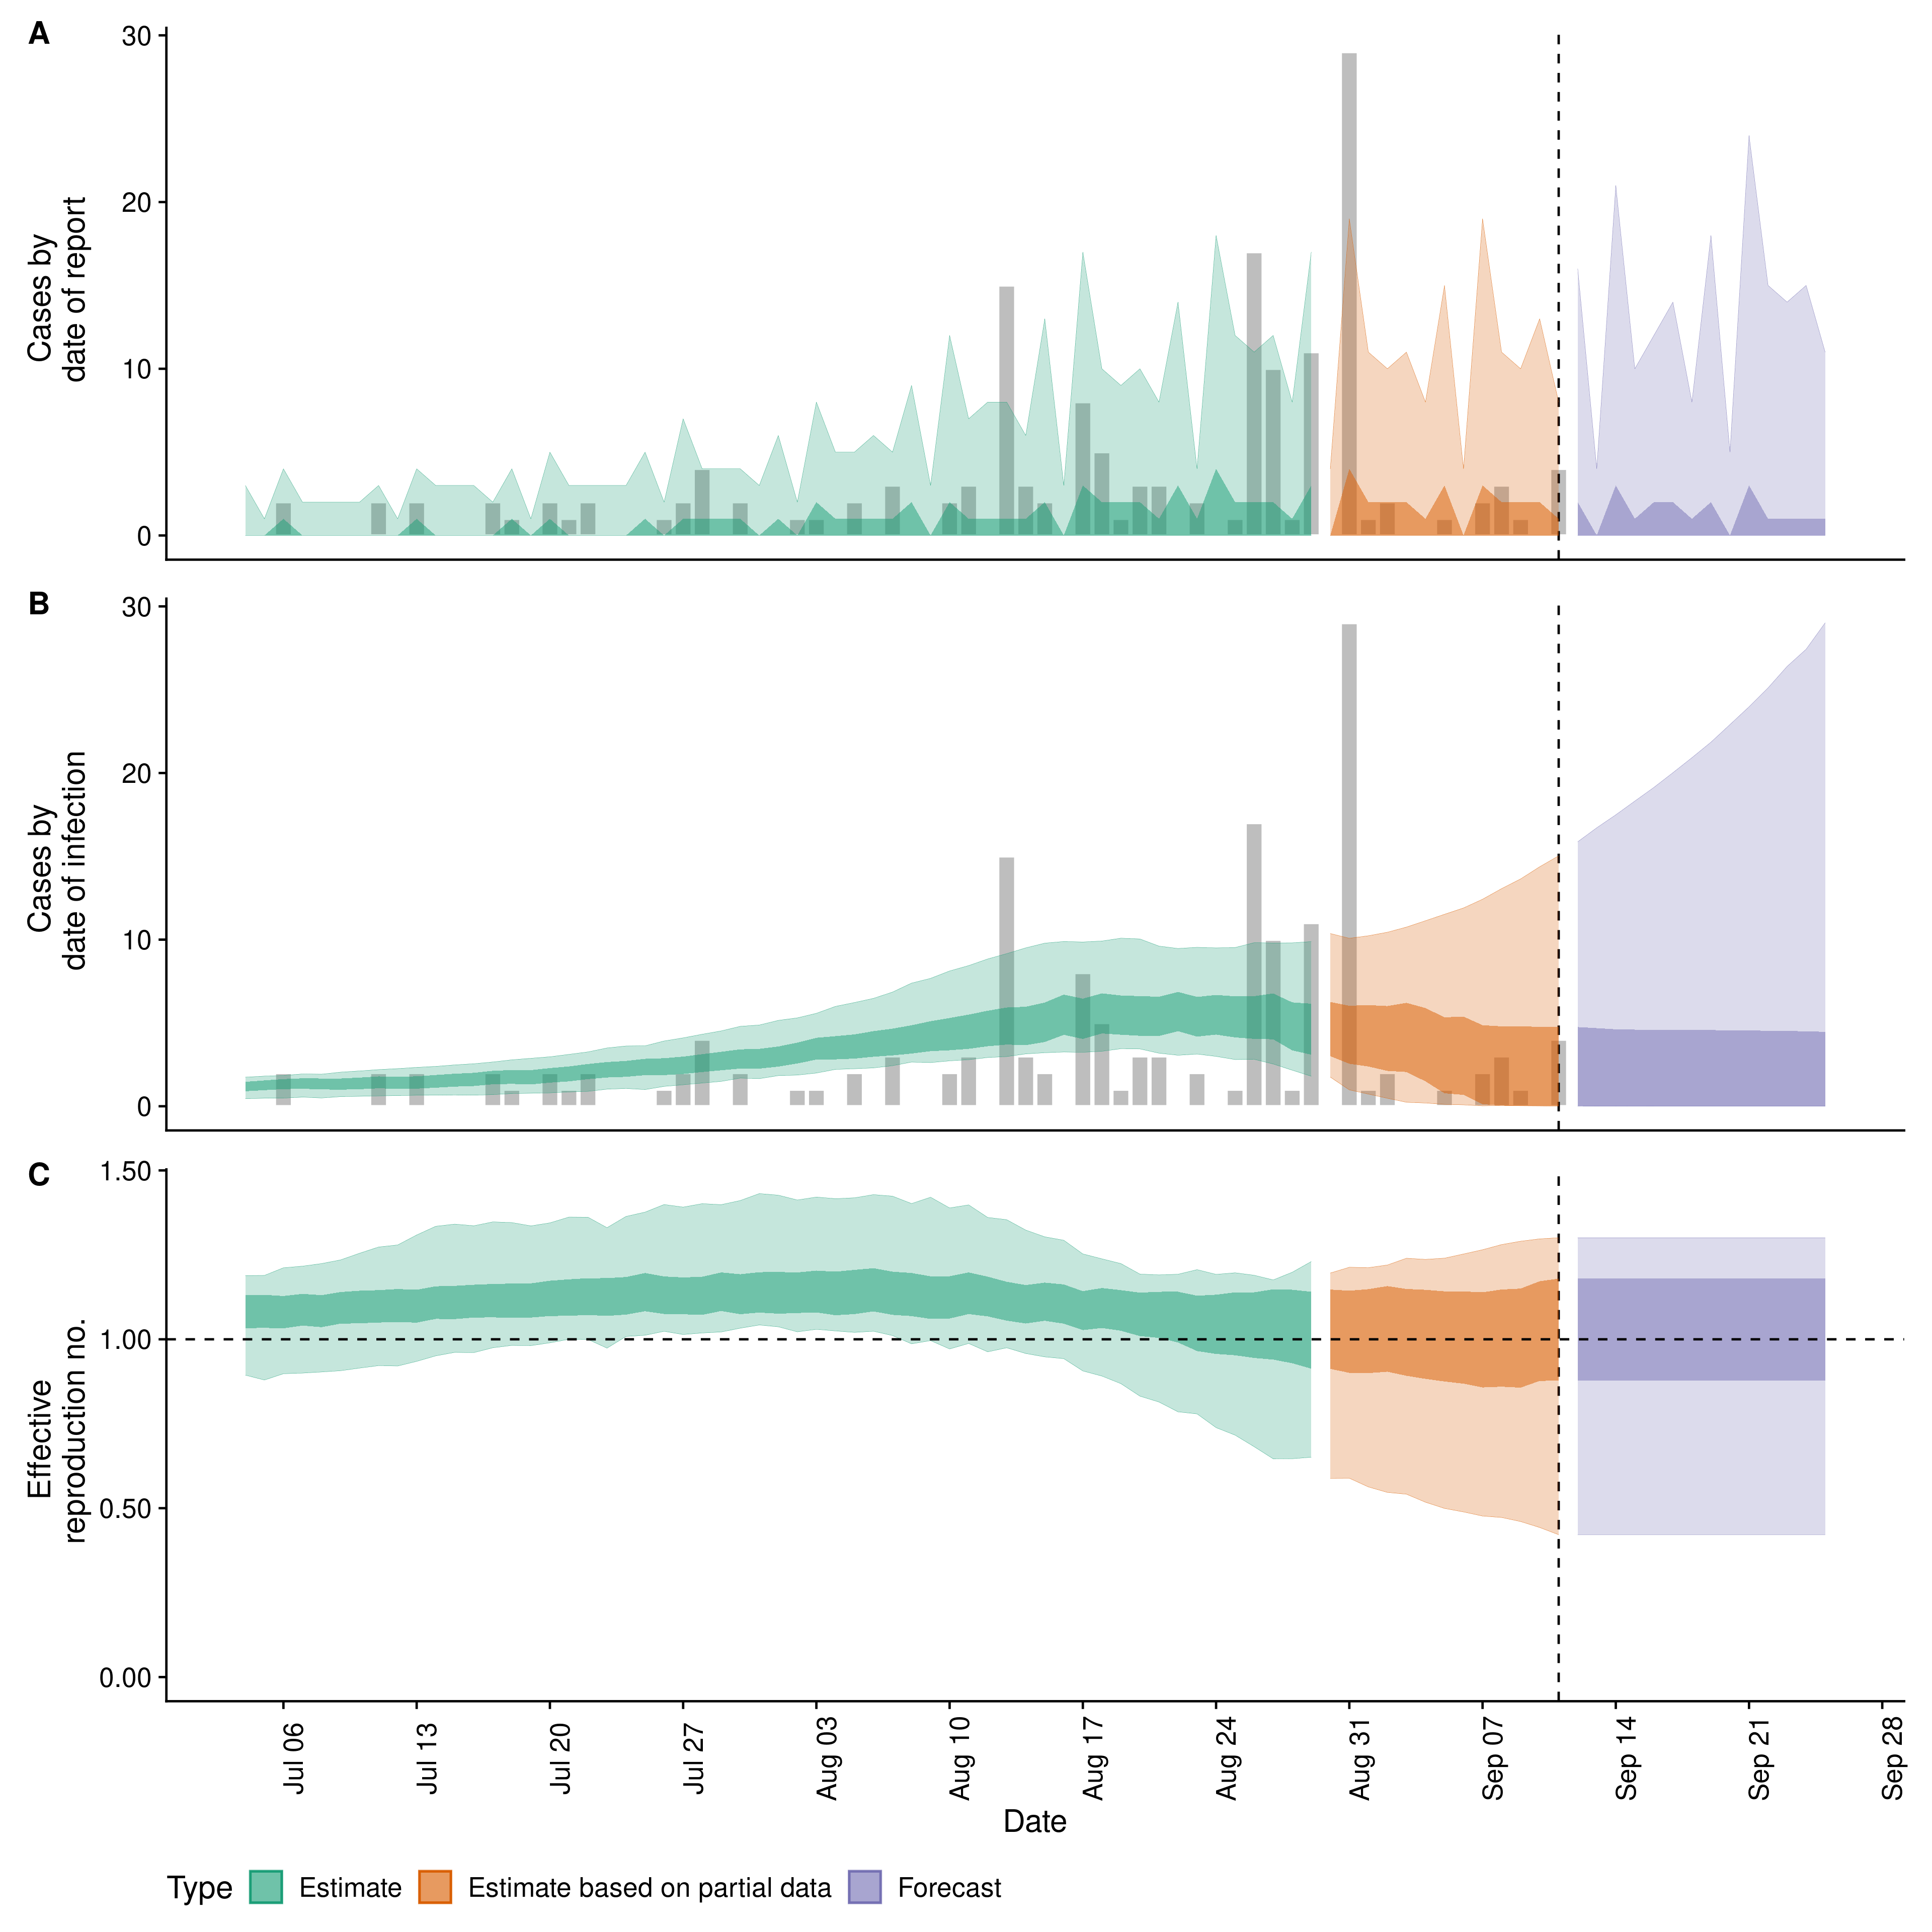 A
30
20
10
0
Cases by
date of report
B
30
20
10
0
Cases by
date of infection
C
1.50
1.00
0.50
0.00
Effective
reproduction no.
Jul 06
Jul 13
Jul 20
Jul 27
Aug 03
Aug 10
Aug 17
Aug 24
Aug 31
Sep 07
Sep 14
Sep 21
Sep 28
Date
Type Estimate Estimate based on partial data Forecast